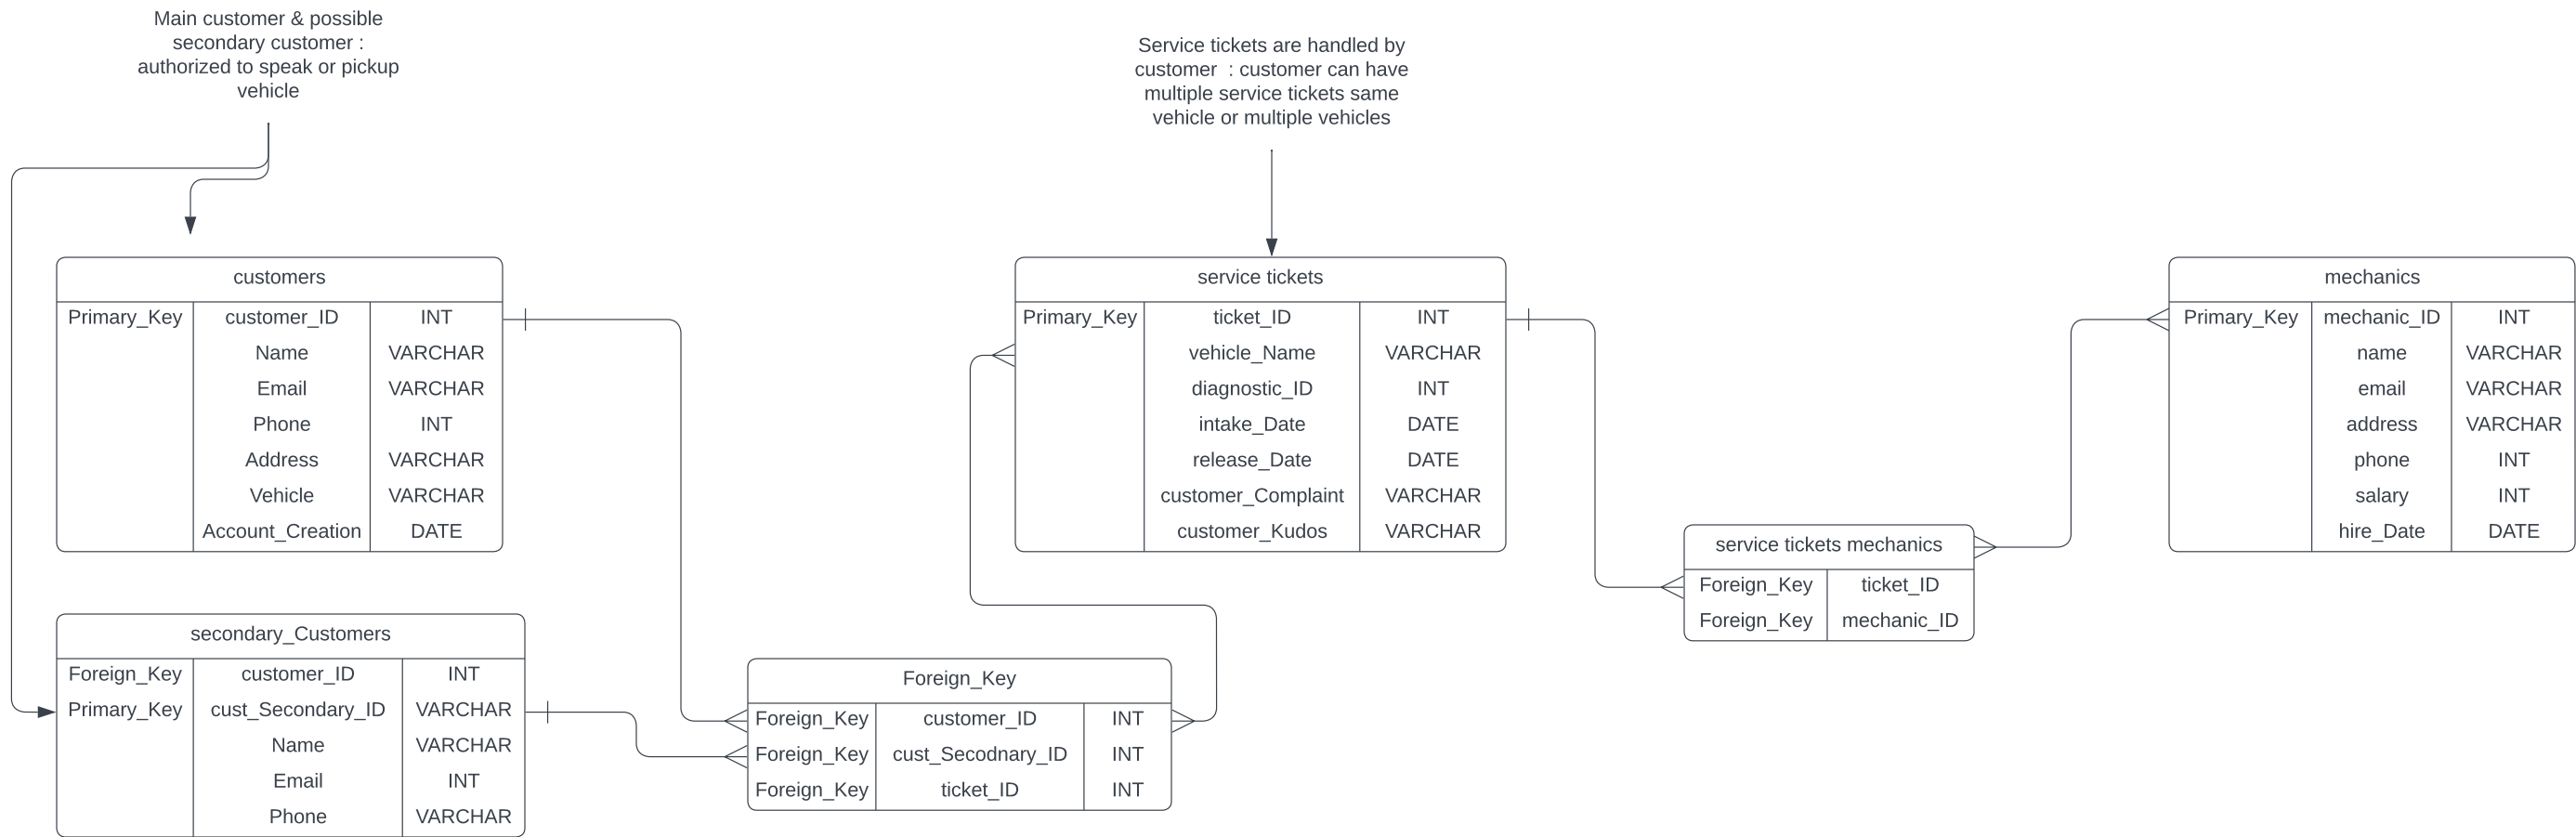 Main customer & possible
secondary customer :
authorized to speak or pickup
vehicle
Service tickets are handled by
customer : customer can have
multiple service tickets same
vehicle or multiple vehicles
customers
Primary_Key customer_ID INT
Name VARCHAR
Email VARCHAR
Phone INT
Address VARCHAR
Vehicle VARCHAR
Account_Creation DATE
service tickets
Primary_Key ticket_ID INT
vehicle_Name VARCHAR
diagnostic_ID INT
intake_Date DATE
release_Date DATE
customer_Complaint VARCHAR
customer_Kudos VARCHAR
mechanics
Primary_Key mechanic_ID INT
name VARCHAR
email VARCHAR
address VARCHAR
phone INT
salary INT
hire_Date DATE
service tickets mechanics
Foreign_Key ticket_ID
Foreign_Key mechanic_ID
secondary_Customers
Foreign_Key customer_ID INT
Primary_Key cust_Secondary_ID VARCHAR
Name VARCHAR
Email INT
Phone VARCHAR
Foreign_Key
Foreign_Key customer_ID INT
Foreign_Key cust_Secodnary_ID INT
Foreign_Key ticket_ID INT